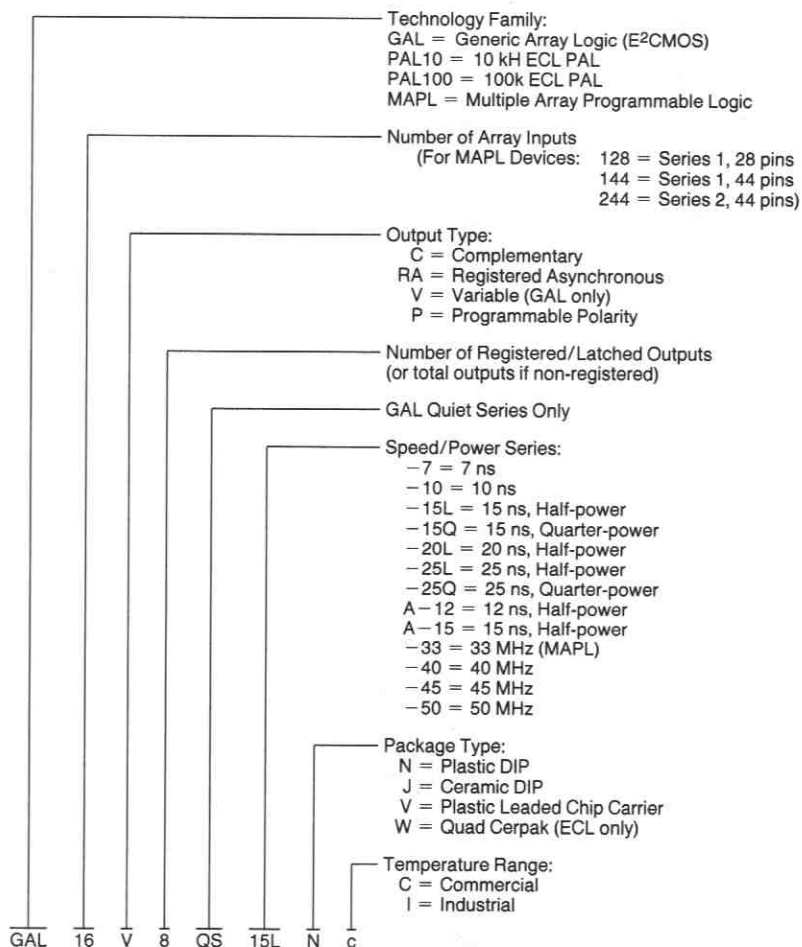 Technology Family:
GAL = Generic Array Logic (E²CMOS)
PAL10 = 10 kH ECL PAL
PAL100 = 100k ECL PAL
MAPL = Multiple Array Programmable Logic
Number of Array Inputs
(For MAPL Devices: 128 = Series 1, 28 pins
144 = Series 1, 44 pins
244 = Series 2, 44 pins)
Output Type:
C = Complementary
RA = Registered Asynchronous
V = Variable (GAL only)
P = Programmable Polarity
Number of Registered/Latched Outputs
(or total outputs if non-registered)
GAL Quiet Series Only
Speed/Power Series:
−7 = 7 ns
−10 = 10 ns
−15L = 15 ns, Half-power
−15Q = 15 ns, Quarter-power
−20L = 20 ns, Half-power
−25L = 25 ns, Half-power
−25Q = 25 ns, Quarter-power
A−12 = 12 ns, Half-power
A−15 = 15 ns, Half-power
−33 = 33 MHz (MAPL)
−40 = 40 MHz
−45 = 45 MHz
−50 = 50 MHz
Package Type:
N = Plastic DIP
J = Ceramic DIP
V = Plastic Leaded Chip Carrier
W = Quad Cerpak (ECL only)
Temperature Range:
C = Commercial
I = Industrial
GAL 16 V 8 QS 15L N c